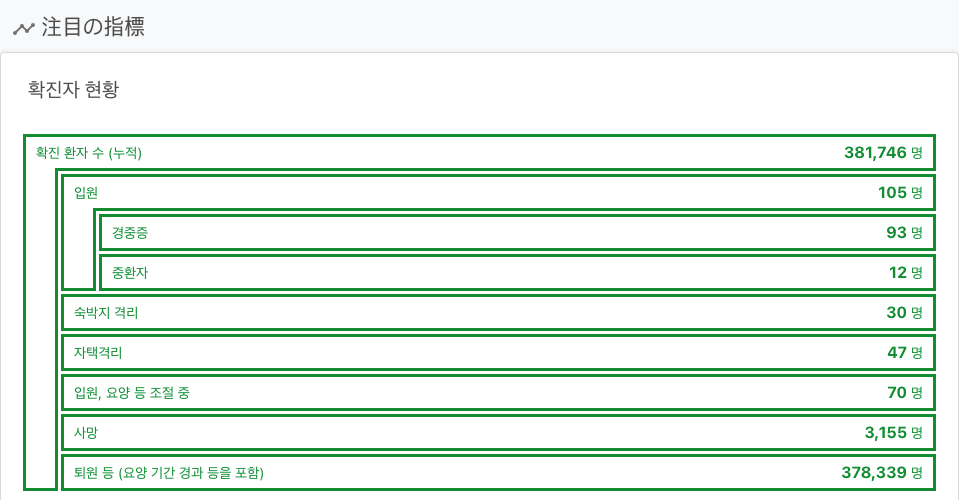 注目の指標
확진자 현황
확진 환자 수 (누적) 381,746 명
입원 105 명
경중증 93 명
중환자 12 명
숙박지 격리 30 명
자택격리 47 명
입원, 요양 등 조절 중 70 명
사망 3,155 명
퇴원 등 (요양 기간 경과 등을 포함) 378,339 명